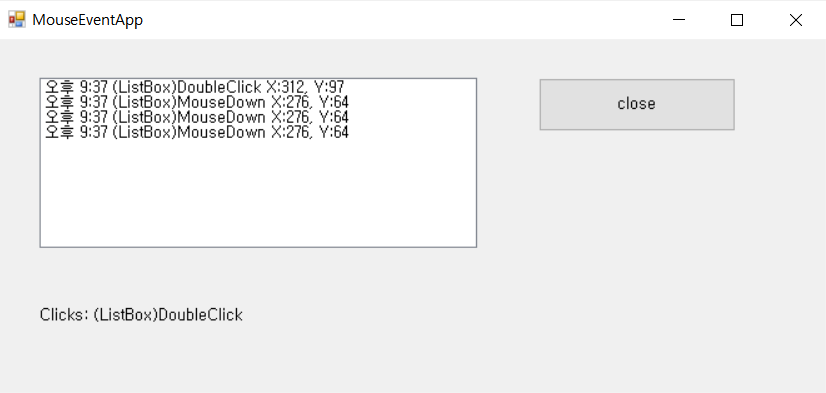 MouseEventApp
오후 9:37 (ListBox)DoubleClick X:312, Y:97
오후 9:37 (ListBox)MouseDown X:276, Y:64
오후 9:37 (ListBox)MouseDown X:276, Y:64
오후 9:37 (ListBox)MouseDown X:276, Y:64
close
Clicks: (ListBox)DoubleClick